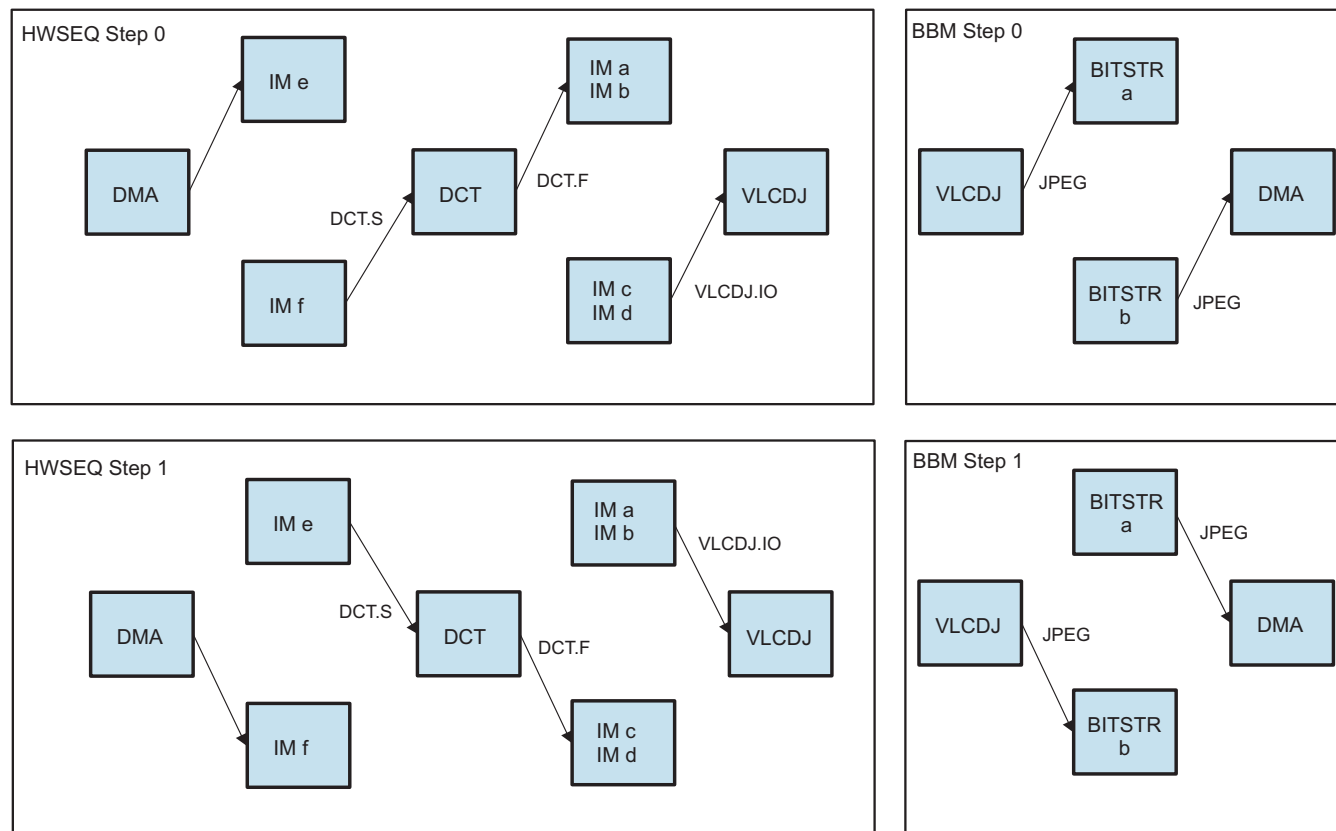 HWSEQ Step 0
IM e
IM a
IM b
DMA
DCT
VLCDJ
DCT.F
DCT.S
IM f
IM c
IM d
VLCDJ.IO
BBM Step 0
BITSTR
a
VLCDJ
JPEG
DMA
BITSTR
b
JPEG
HWSEQ Step 1
IM e
IM a
IM b
VLCDJ.IO
DMA
DCT.S
DCT
DCT.F
VLCDJ
IM f
IM c
IM d
BBM Step 1
BITSTR
a
JPEG
VLCDJ
JPEG
DMA
BITSTR
b